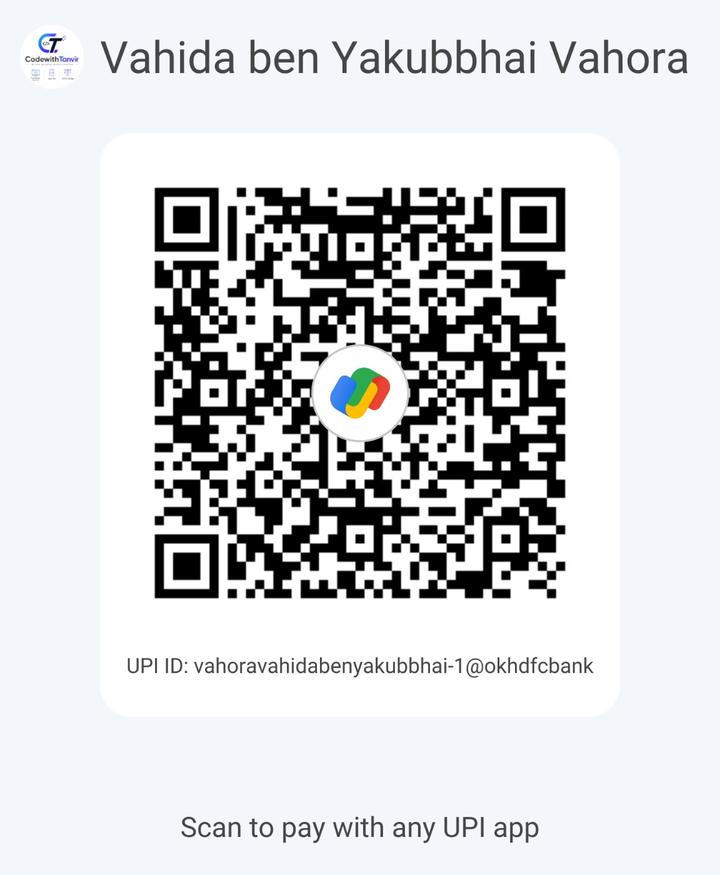 CodewithTanvir
Vahida ben Yakubbhai Vahora
UPI ID: vahoravahidabenyakubbhai-1@okhdfcbank
Scan to pay with any UPI app